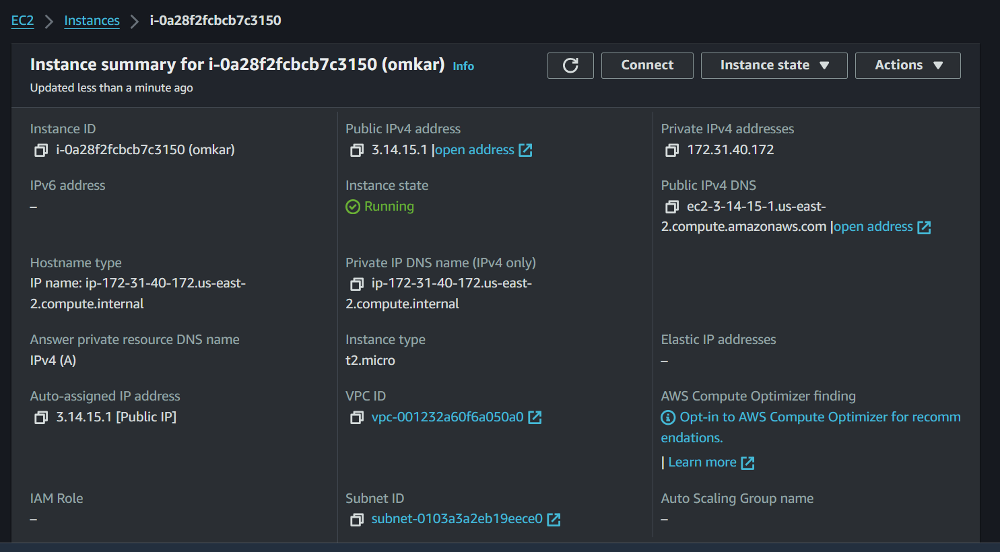 EC2 > Instances > i-0a28f2fcbcb7c3150
Instance summary for i-0a28f2fcbcb7c3150 (omkar) Info
Updated less than a minute ago
Connect
Instance state
Actions
Instance ID
i-0a28f2fcbcb7c3150 (omkar)
Public IPv4 address
3.14.15.1 |open address
Private IPv4 addresses
172.31.40.172
IPv6 address
–
Instance state
Running
Public IPv4 DNS
ec2-3-14-15-1.us-east-
2.compute.amazonaws.com |open address
Hostname type
IP name: ip-172-31-40-172.us-east-
2.compute.internal
Private IP DNS name (IPv4 only)
ip-172-31-40-172.us-east-
2.compute.internal
Answer private resource DNS name
IPv4 (A)
Instance type
t2.micro
Elastic IP addresses
–
Auto-assigned IP address
3.14.15.1 [Public IP]
VPC ID
vpc-001232a60f6a050a0
AWS Compute Optimizer finding
Opt-in to AWS Compute Optimizer for recomm
endations.
| Learn more
IAM Role
–
Subnet ID
subnet-0103a3a2eb19eece0
Auto Scaling Group name
–